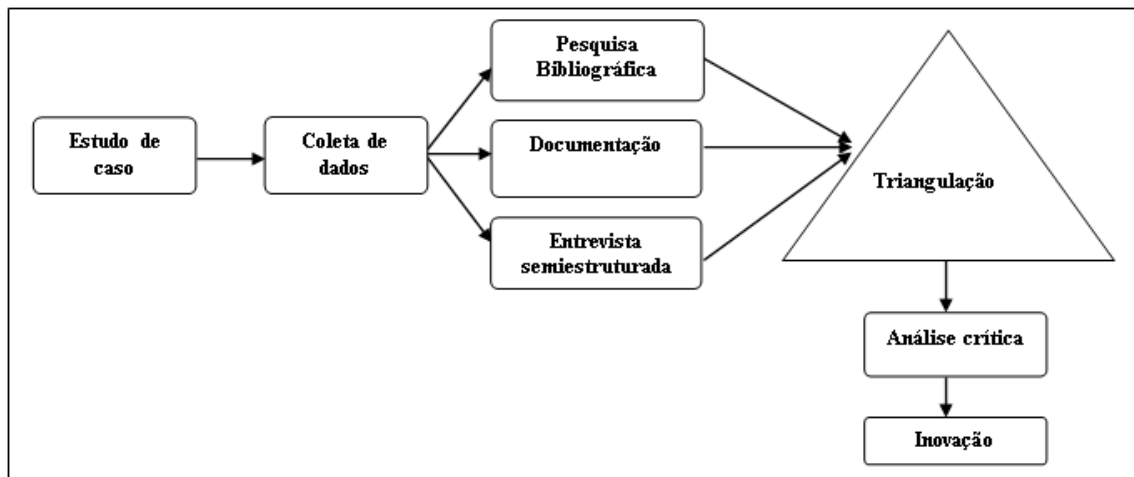 Estudo de
caso
Coleta de
dados
Pesquisa
Bibliográfica
Documentação
Entrevista
semiestruturada
Triangulação
Análise crítica
Inovação